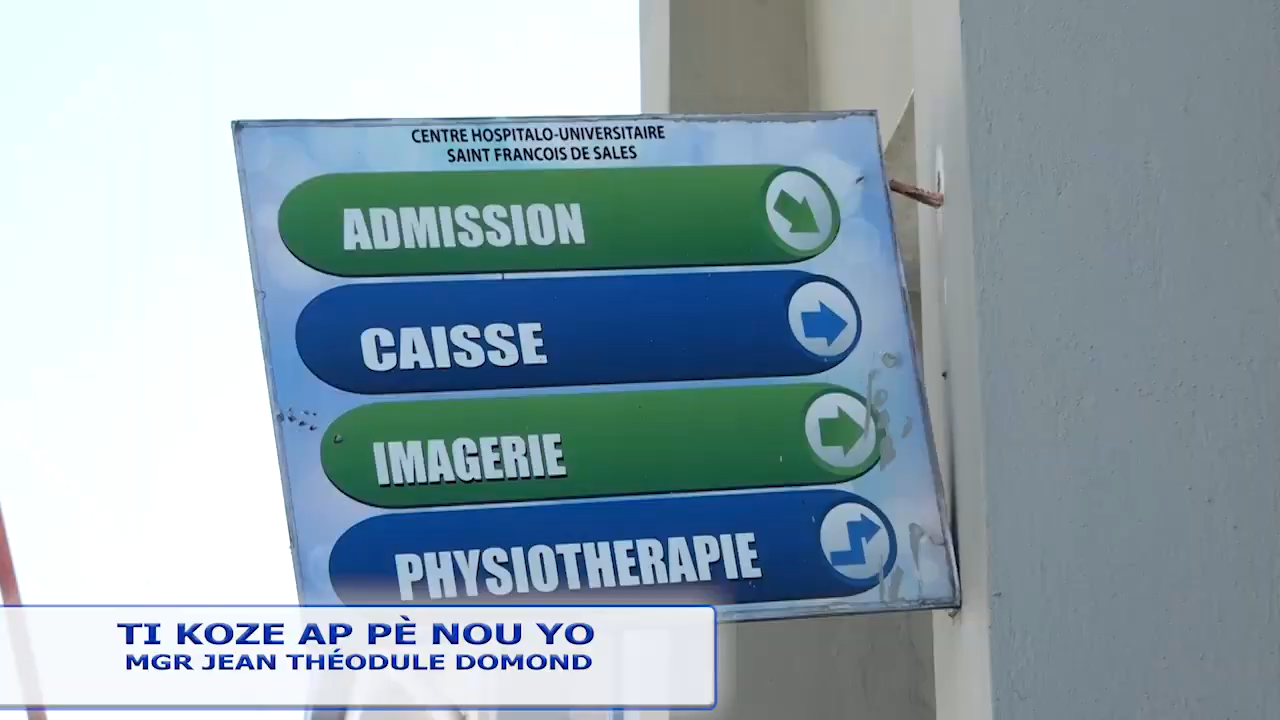 CENTRE HOSPITALO-UNIVERSITAIRE
SAINT FRANCOIS DE SALES
ADMISSION
CAISSE
IMAGERIE
PHYSIOTHERAPIE
TI KOZE AP PÈ NOU YO
MGR JEAN THÉODULE DOMOND